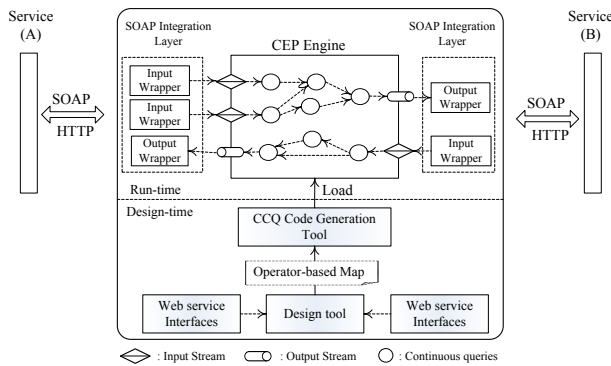 Service
(A)
SOAP
HTTP
SOAP Integration
Layer
Input
Wrapper
Input
Wrapper
Output
Wrapper
CEP Engine
SOAP Integration
Layer
Output
Wrapper
Input
Wrapper
Service
(B)
SOAP
HTTP
Run-time
Load
Design-time
CCQ Code Generation
Tool
Operator-based Map
Web service
Interfaces
Design tool
Web service
Interfaces
: Input Stream
: Output Stream
: Continuous queries